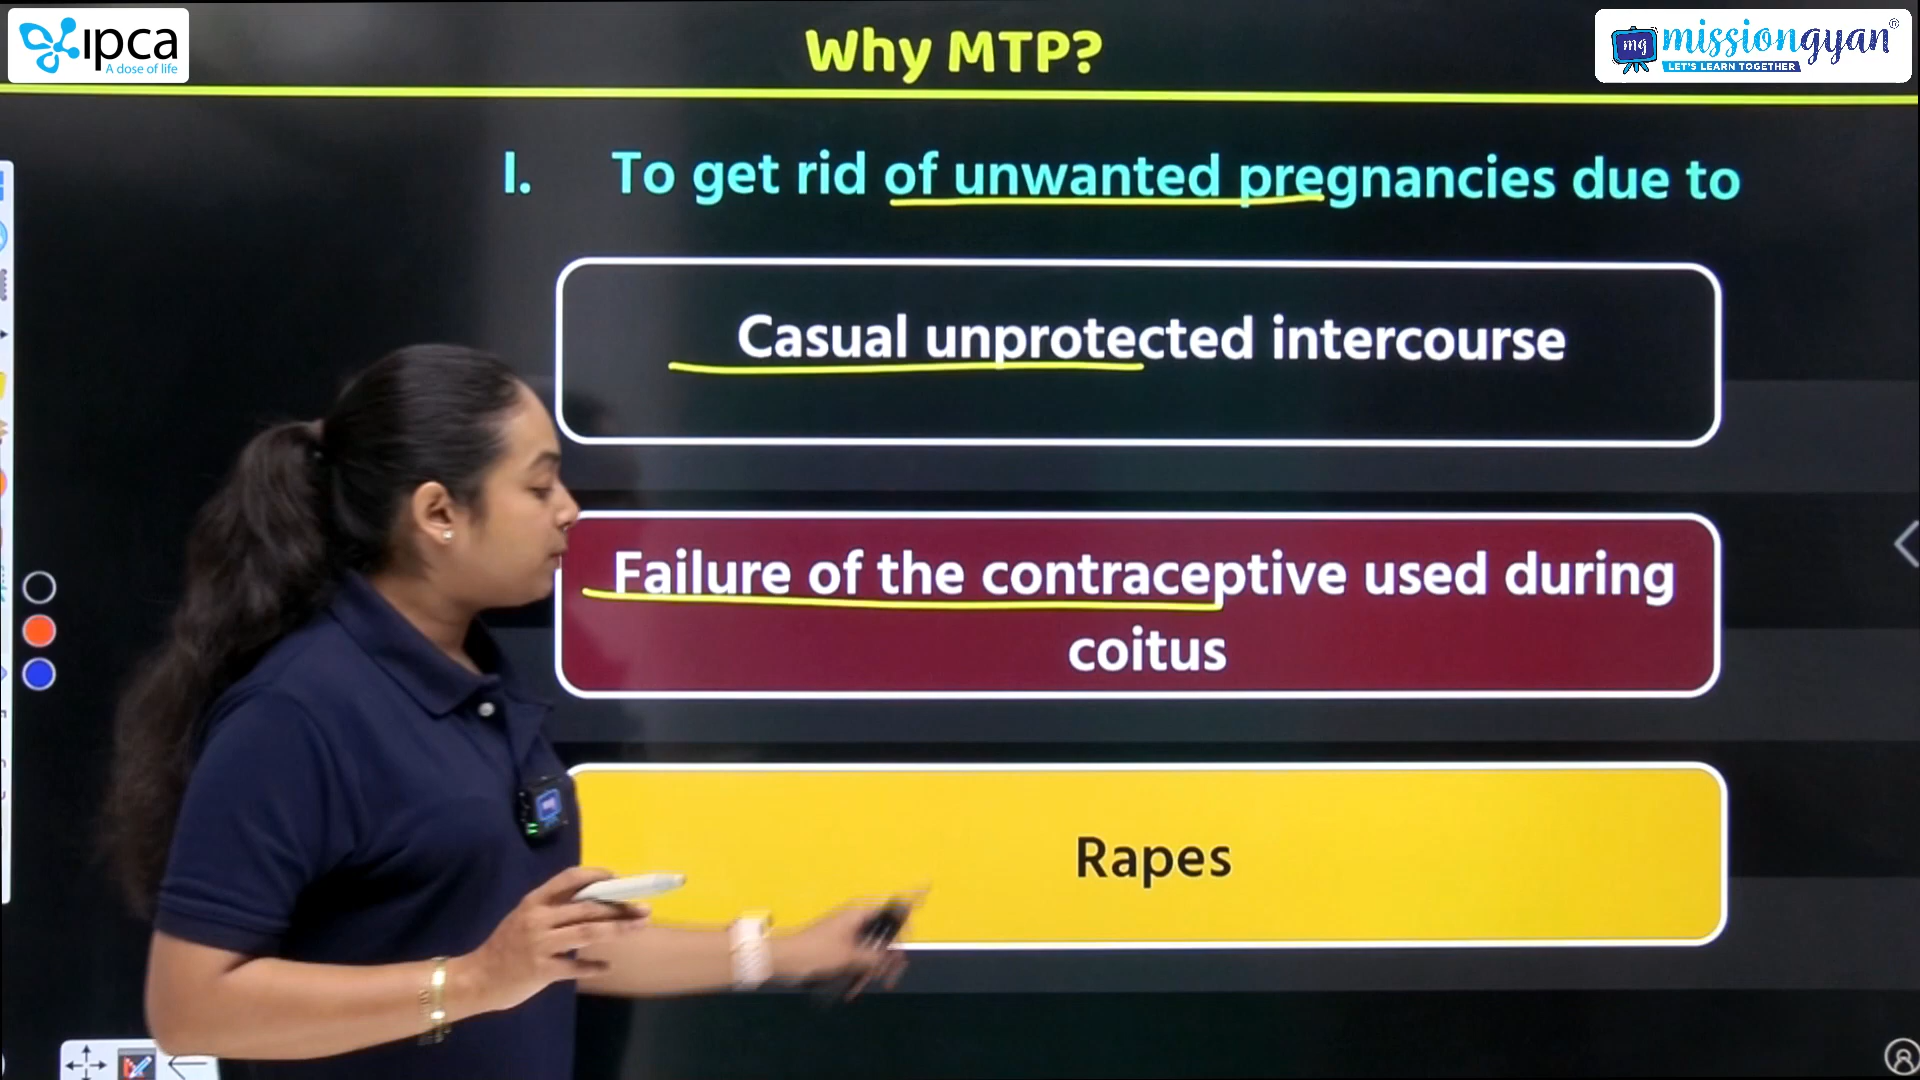 ipca
A dose of life
Why MTP?
mg
missiongyan
LET'S LEARN TOGETHER
I. To get rid of unwanted pregnancies due to
Casual unprotected intercourse
Failure of the contraceptive used during
coitus
Rapes
mg